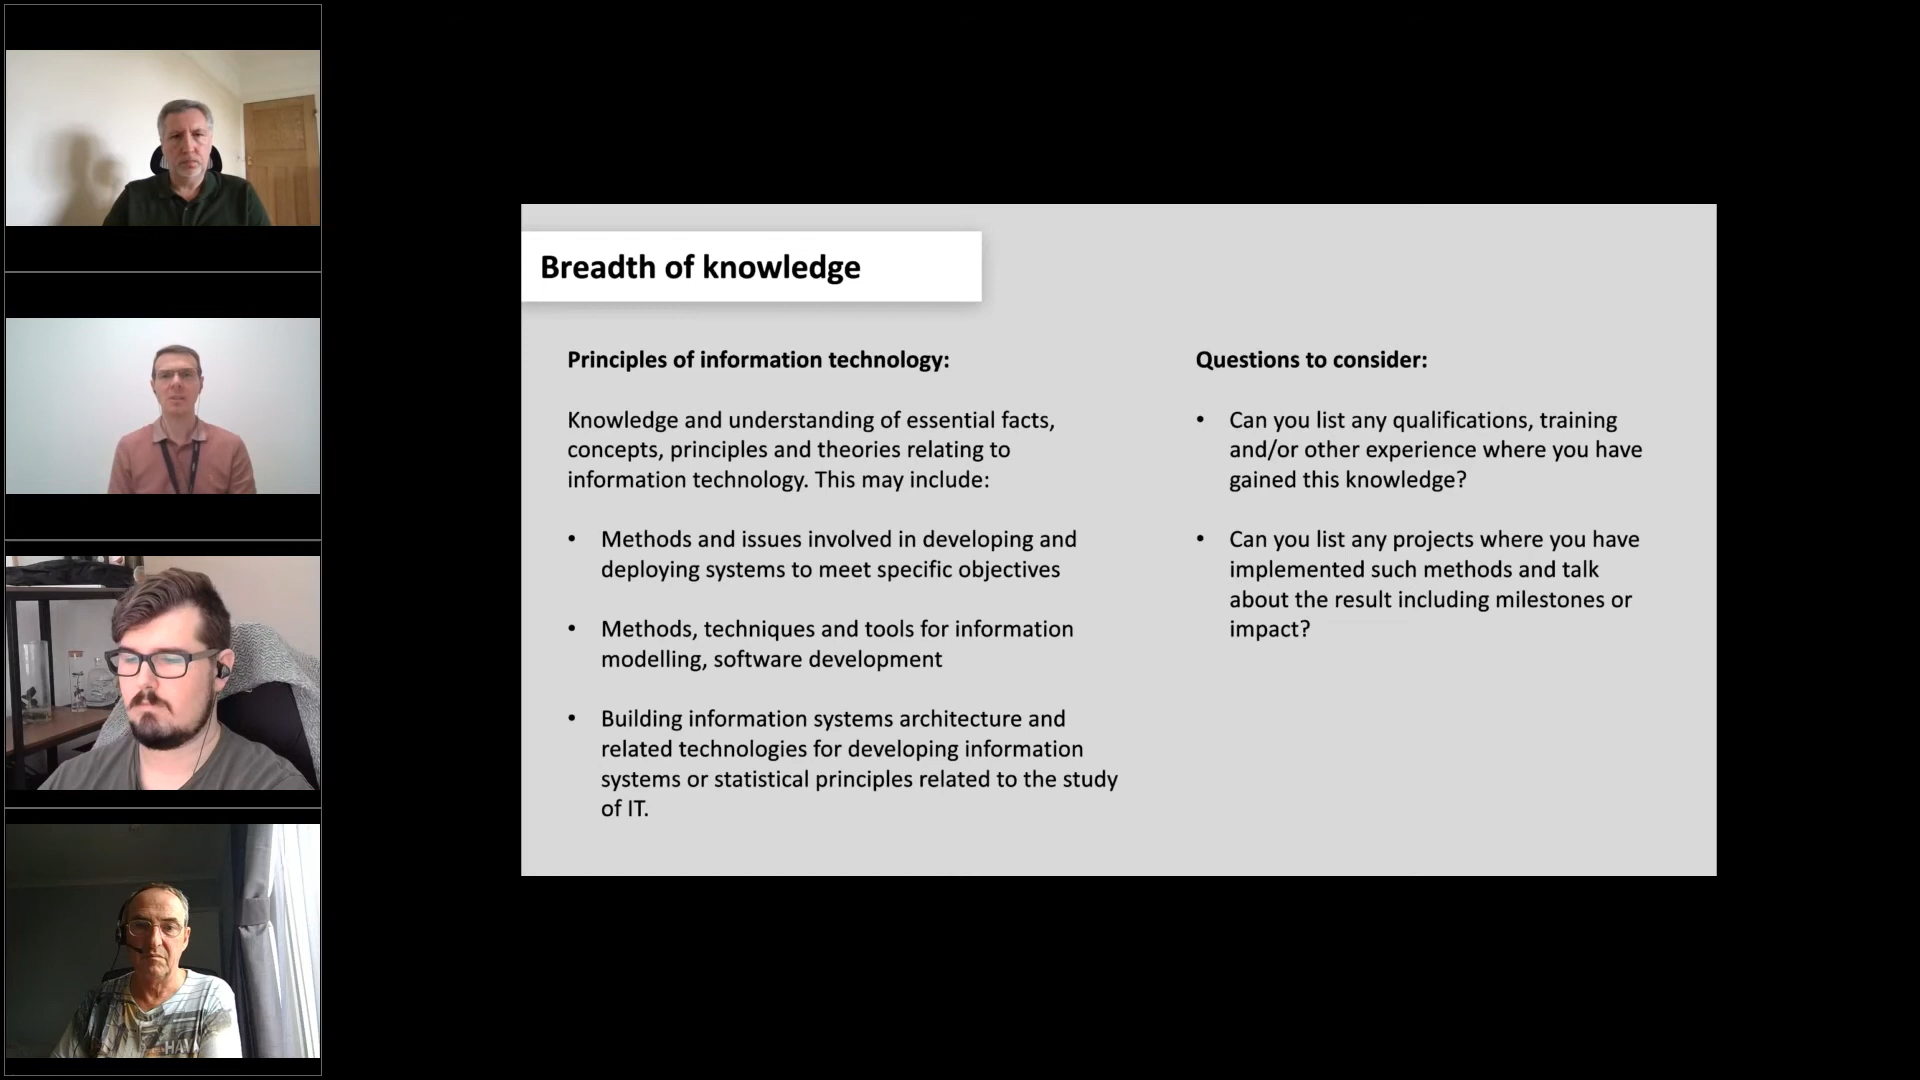 Breadth of knowledge
Principles of information technology:
Knowledge and understanding of essential facts,
concepts, principles and theories relating to
information technology. This may include:
• Methods and issues involved in developing and
deploying systems to meet specific objectives
• Methods, techniques and tools for information
modelling, software development
• Building information systems architecture and
related technologies for developing information
systems or statistical principles related to the study
of IT.
Questions to consider:
• Can you list any qualifications, training
and/or other experience where you have
gained this knowledge?
• Can you list any projects where you have
implemented such methods and talk
about the result including milestones or
impact?
HAV